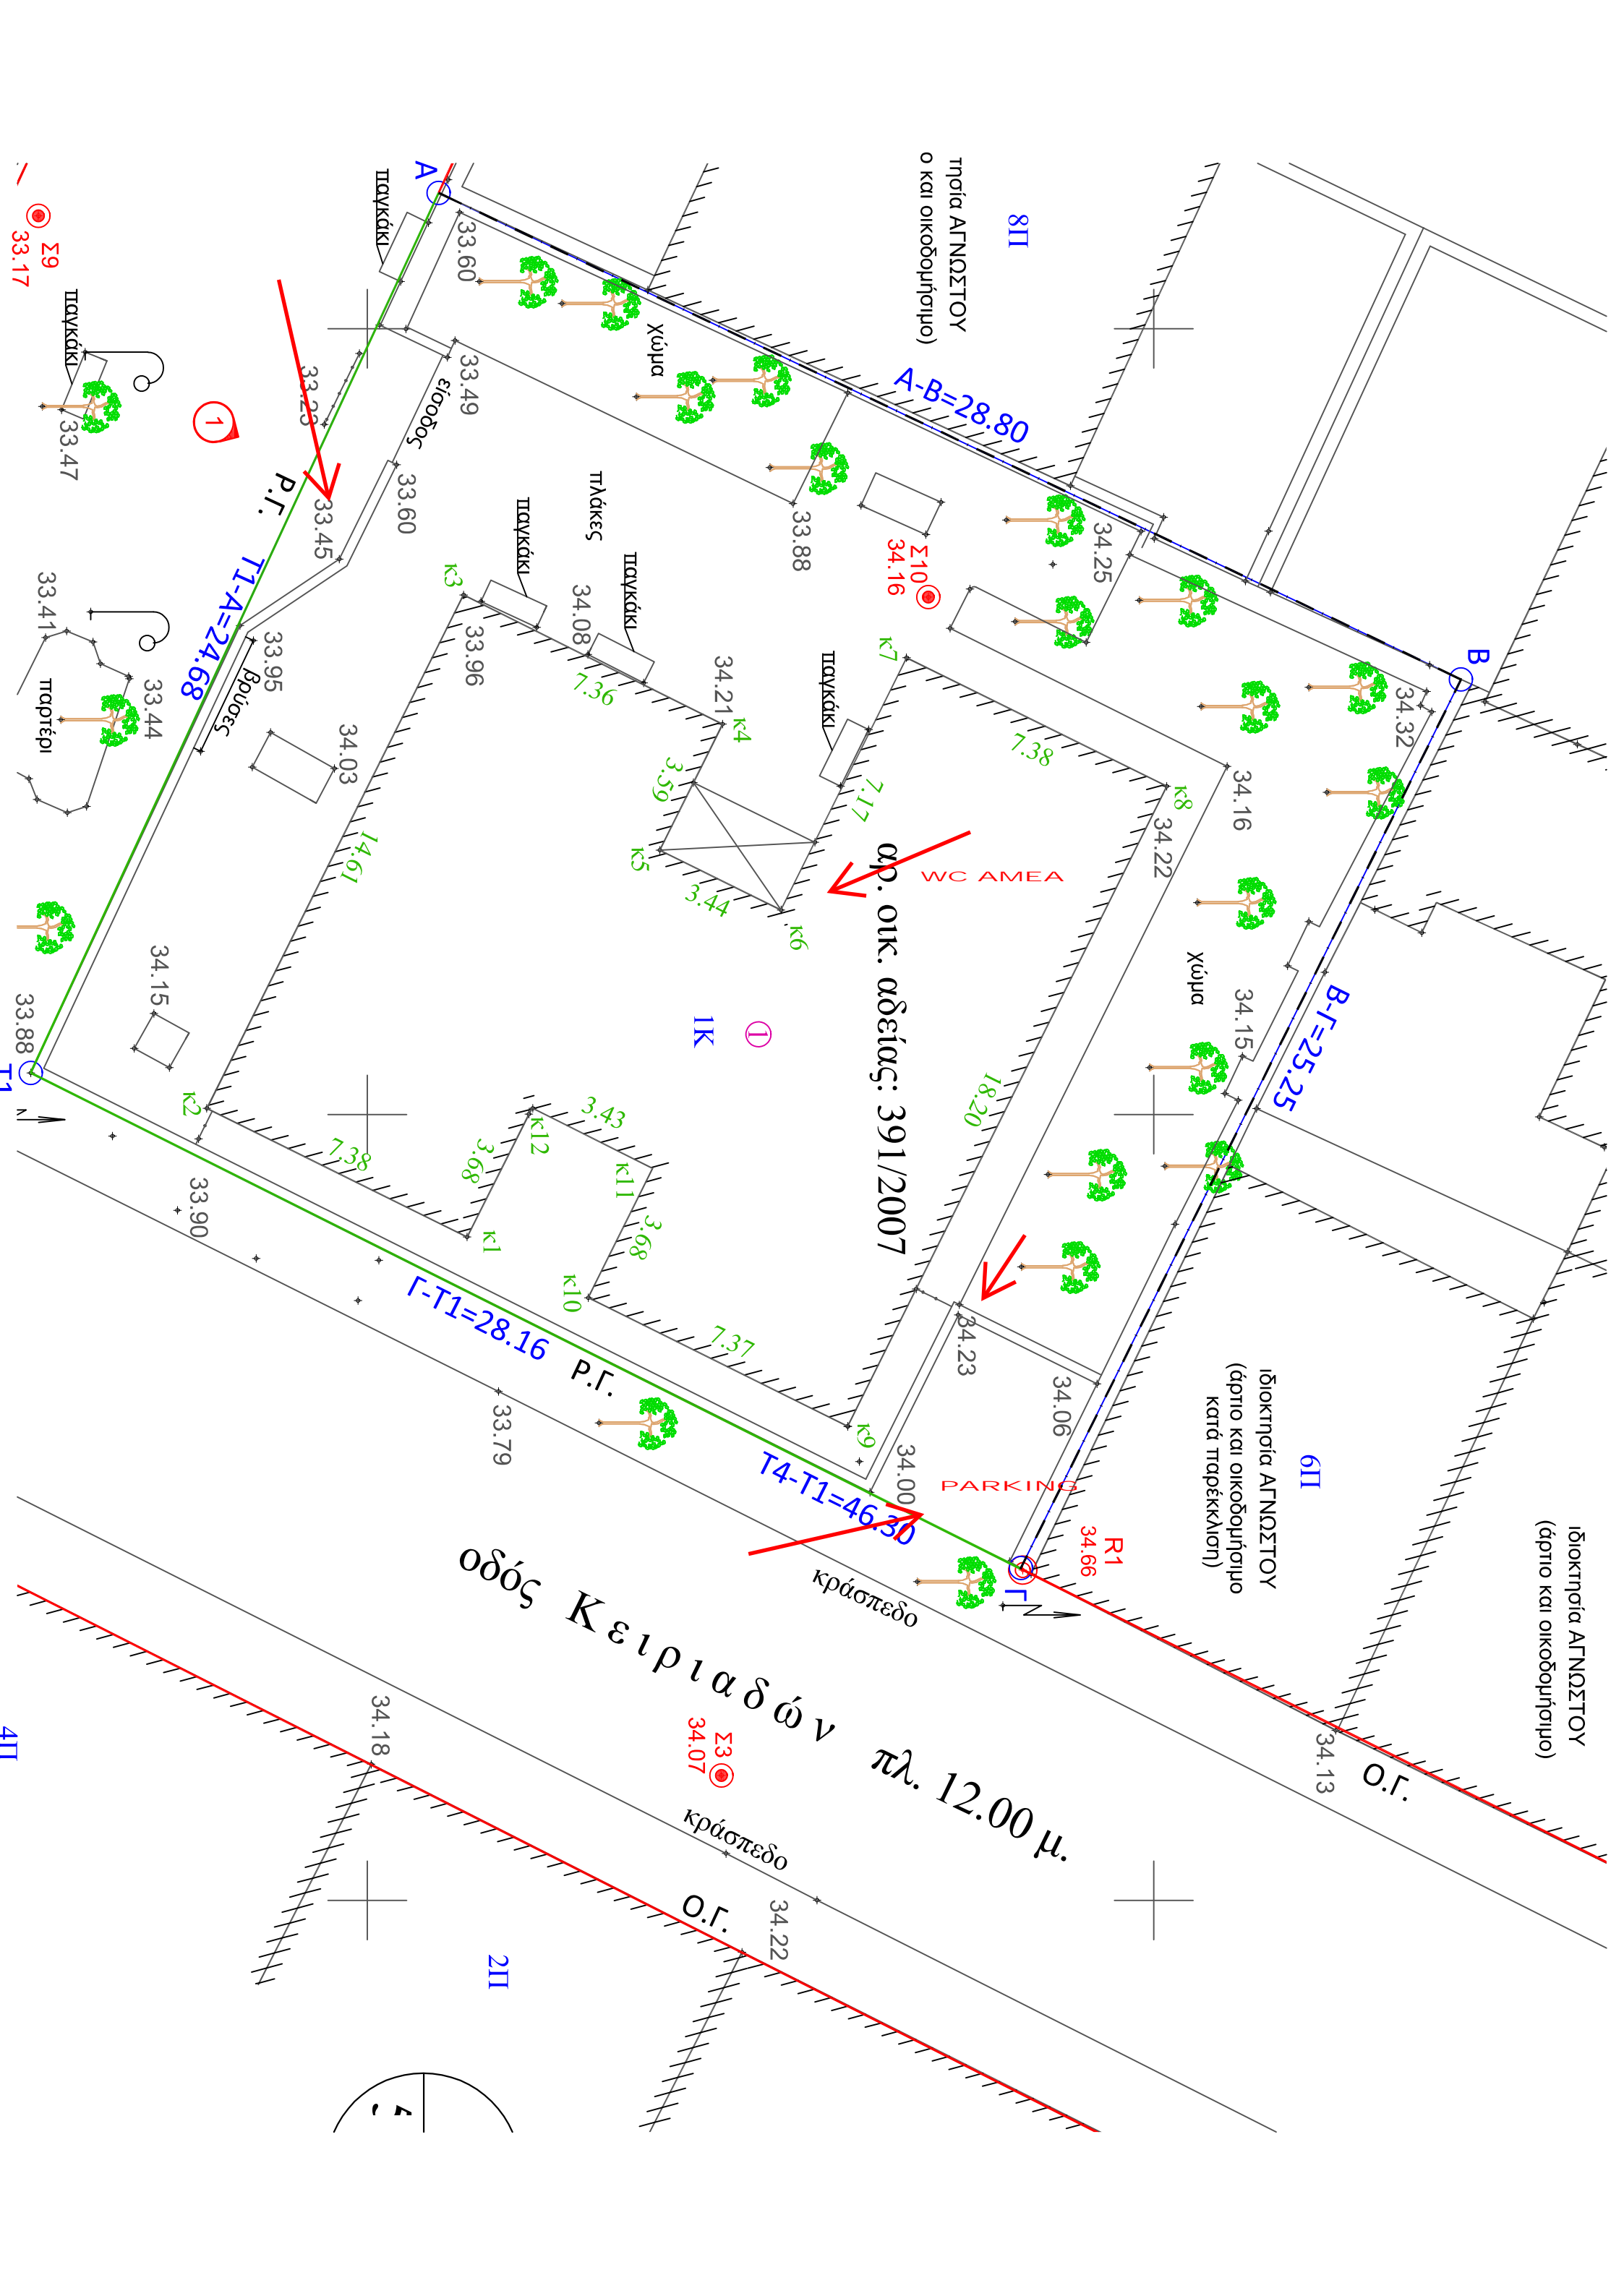 8Π
τησία ΑΓΝΩΣΤΟΥ
ο και οικοδομήσιμο)
Α
παγκάκι
33.60
Σ9
33.17
παγκάκι
33.47
1
33.23
33.49
είσοδος
χώμα
Α-Β=28.80
Ρ.Γ.
33.45
33.60
πλάκες
παγκάκι
παγκάκι
33.88
Σ10
34.16
34.25
Β
34.32
Τ1-Α=24.68
33.41
33.44
παρτέρι
33.95
βρύσες
34.03
κ3
33.96
34.08
7.36
34.21
κ4
3.59
κ5
3.44
κ6
παγκάκι
κ7
7.17
7.38
κ8
34.16
34.22
14.61
αρ. οικ. αδείας: 391/2007
WC AMEA
χώμα
34.15
Β-Γ=25.25
34.15
33.88
Τ1
1Κ
1
18.20
κ2
7.38
33.90
κ12
3.43
3.68
κ11
κ1
3.68
κ10
7.37
κ9
34.23
34.06
34.00
Γ-Τ1=28.16
Ρ.Γ.
33.79
Τ4-Τ1=46.30
PARKING
R1
34.66
Γ
6Π
ιδιοκτησία ΑΓΝΩΣΤΟΥ
(άρτιο και οικοδομήσιμο
κατά παρέκκλιση)
ιδιοκτησία ΑΓΝΩΣΤΟΥ
(άρτιο και οικοδομήσιμο)
κράσπεδο
οδός Κειριαδών πλ. 12.00 μ.
Σ3
34.07
34.13
Ο.Γ.
34.18
κράσπεδο
Ο.Γ.
34.22
4Π
2Π